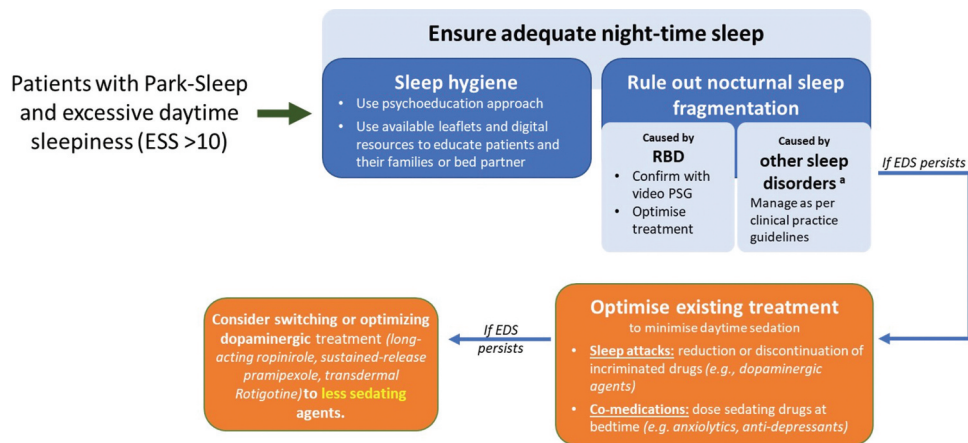 Ensure adequate night-time sleep
Patients with Park-Sleep
and excessive daytime
sleepiness (ESS >10)
Sleep hygiene
• Use psychoeducation approach
• Use available leaflets and digital
resources to educate patients and
their families or bed partner
Rule out nocturnal sleep
fragmentation
Caused by
RBD
• Confirm with
video PSG
• Optimise
treatment
Caused by
other sleep
disorders a
Manage as per
clinical practice
guidelines
If EDS persists
Optimise existing treatment
to minimise daytime sedation
• Sleep attacks: reduction or discontinuation of
incriminated drugs (e.g., dopaminergic
agents)
• Co-medications: dose sedating drugs at
bedtime (e.g. anxiolytics, anti-depressants)
If EDS
persists
Consider switching or optimizing
dopaminergic treatment (long-
acting ropinirole, sustained-release
pramipexole, transdermal
Rotigotine)to less sedating
agents.